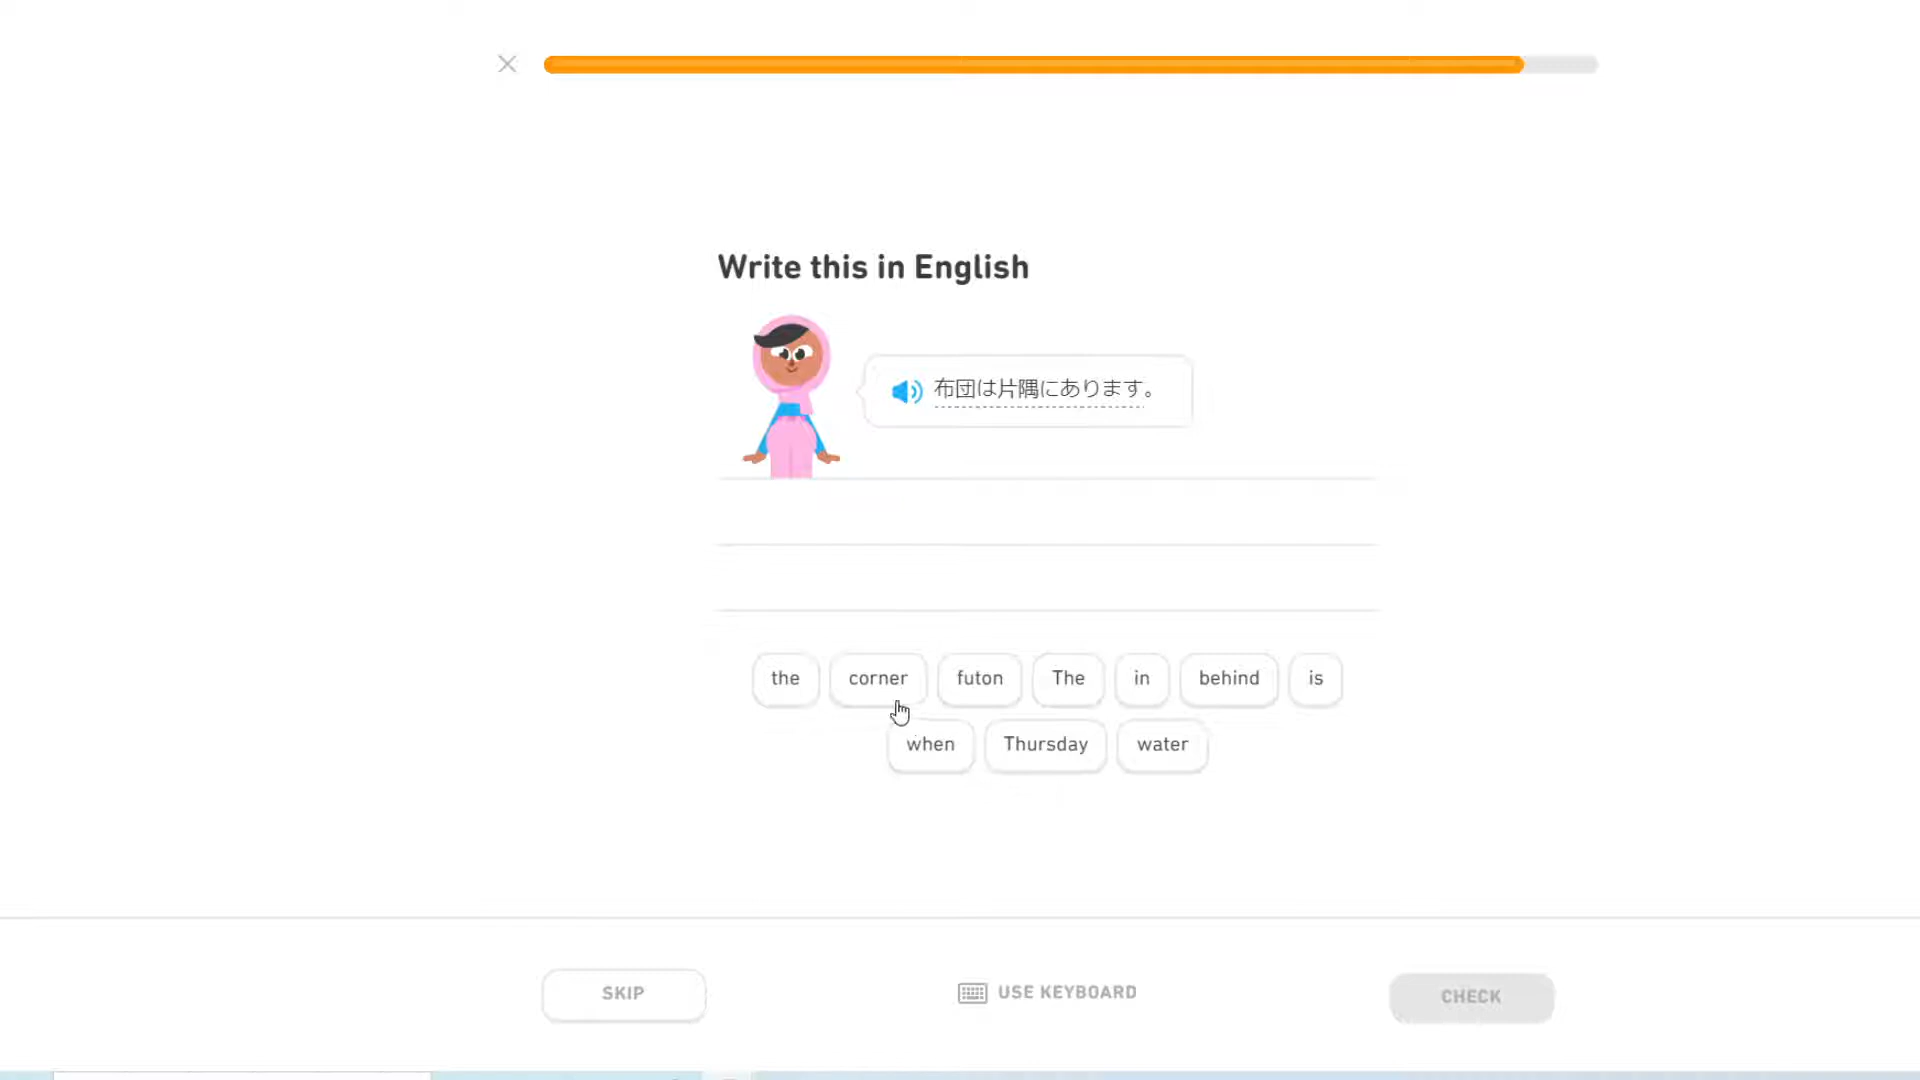 Write this in English
布団は片隅にあります。
the corner futon The in behind is
when Thursday water
SKIP USE KEYBOARD CHECK